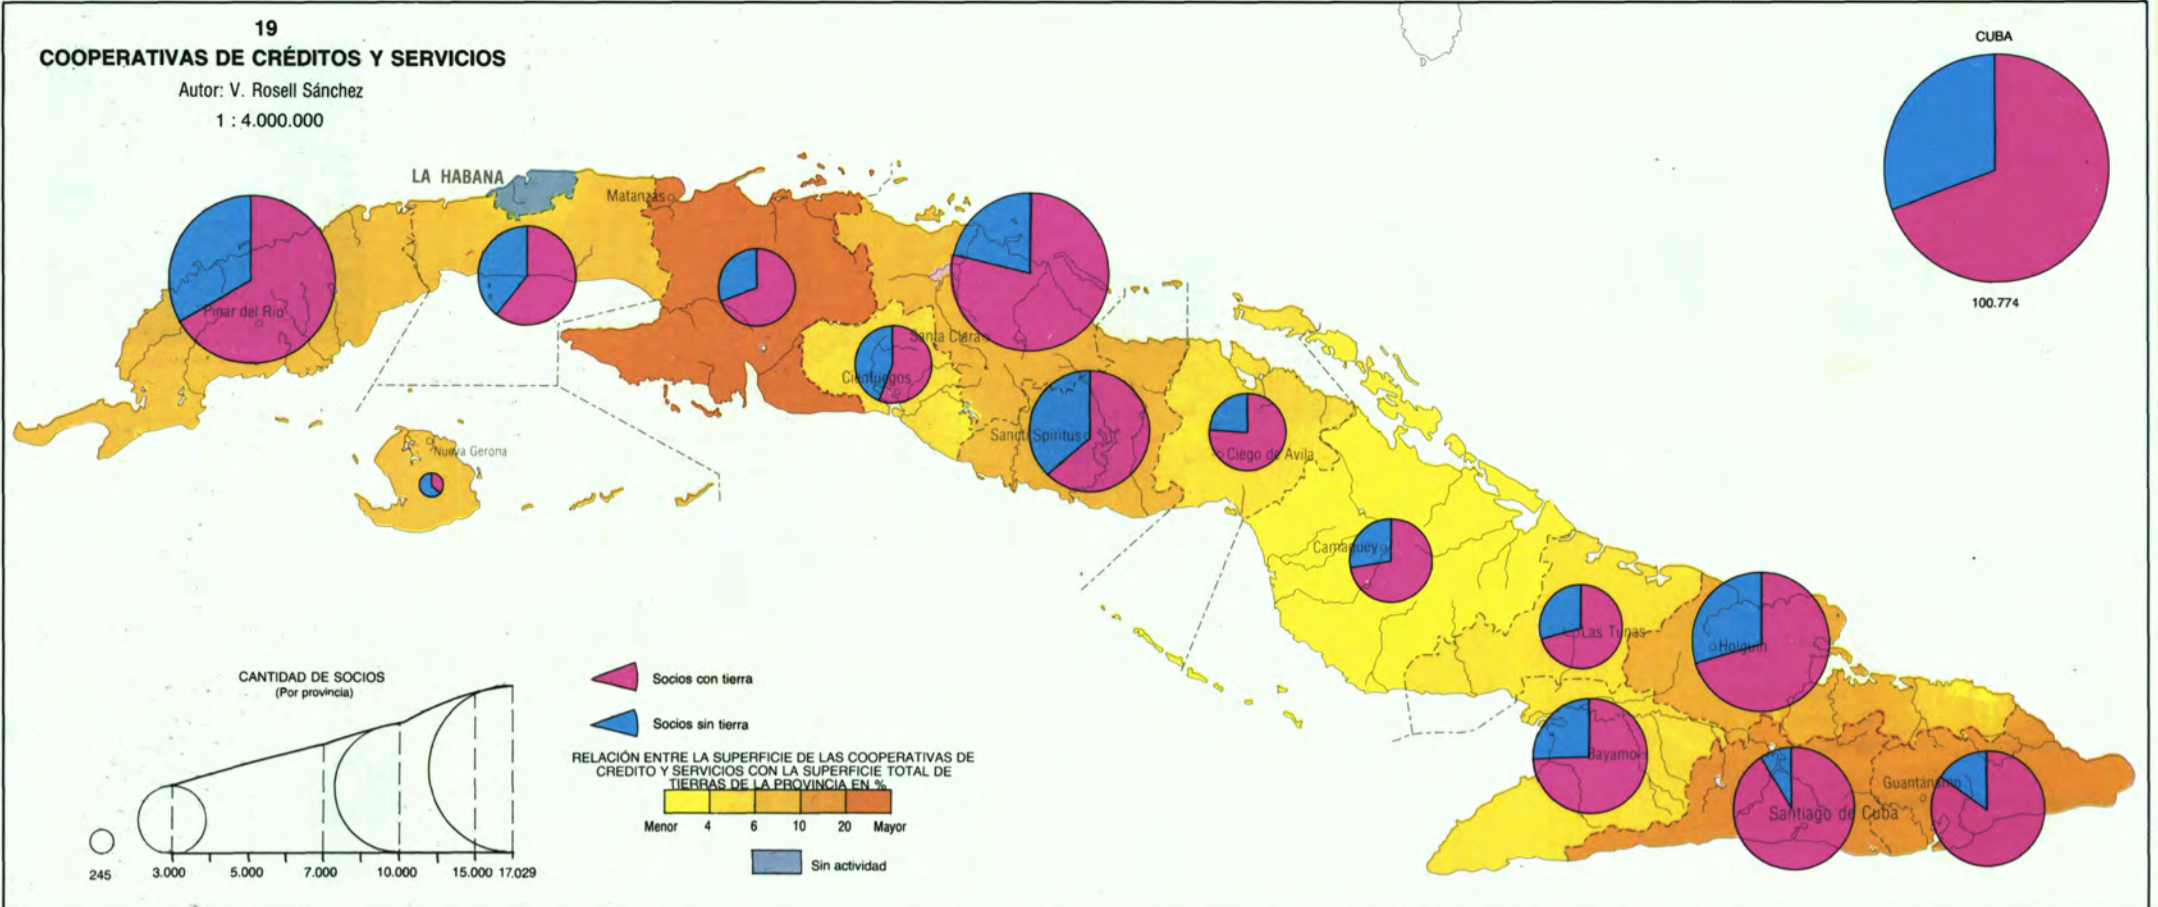 19
COOPERATIVAS DE CRÉDITOS Y SERVICIOS
Autor: V. Rosell Sánchez
1 : 4.000.000
CUBA
100.774
LA HABANA
Matanzas
Pinar del Río
Santa Clara
Cienfuegos
Nueva Gerona
Sancti Spíritus
Ciego de Avila
Camagüey
Las Tunas
Holguín
Bayamo
Guantánamo
Santiago de Cuba
CANTIDAD DE SOCIOS
(Por provincia)
245 3.000 5.000 7.000 10.000 15.000 17.029
Socios con tierra
Socios sin tierra
RELACIÓN ENTRE LA SUPERFICIE DE LAS COOPERATIVAS DE
CREDITO Y SERVICIOS CON LA SUPERFICIE TOTAL DE
TIERRAS DE LA PROVINCIA EN %
Menor 4 6 10 20 Mayor
Sin actividad